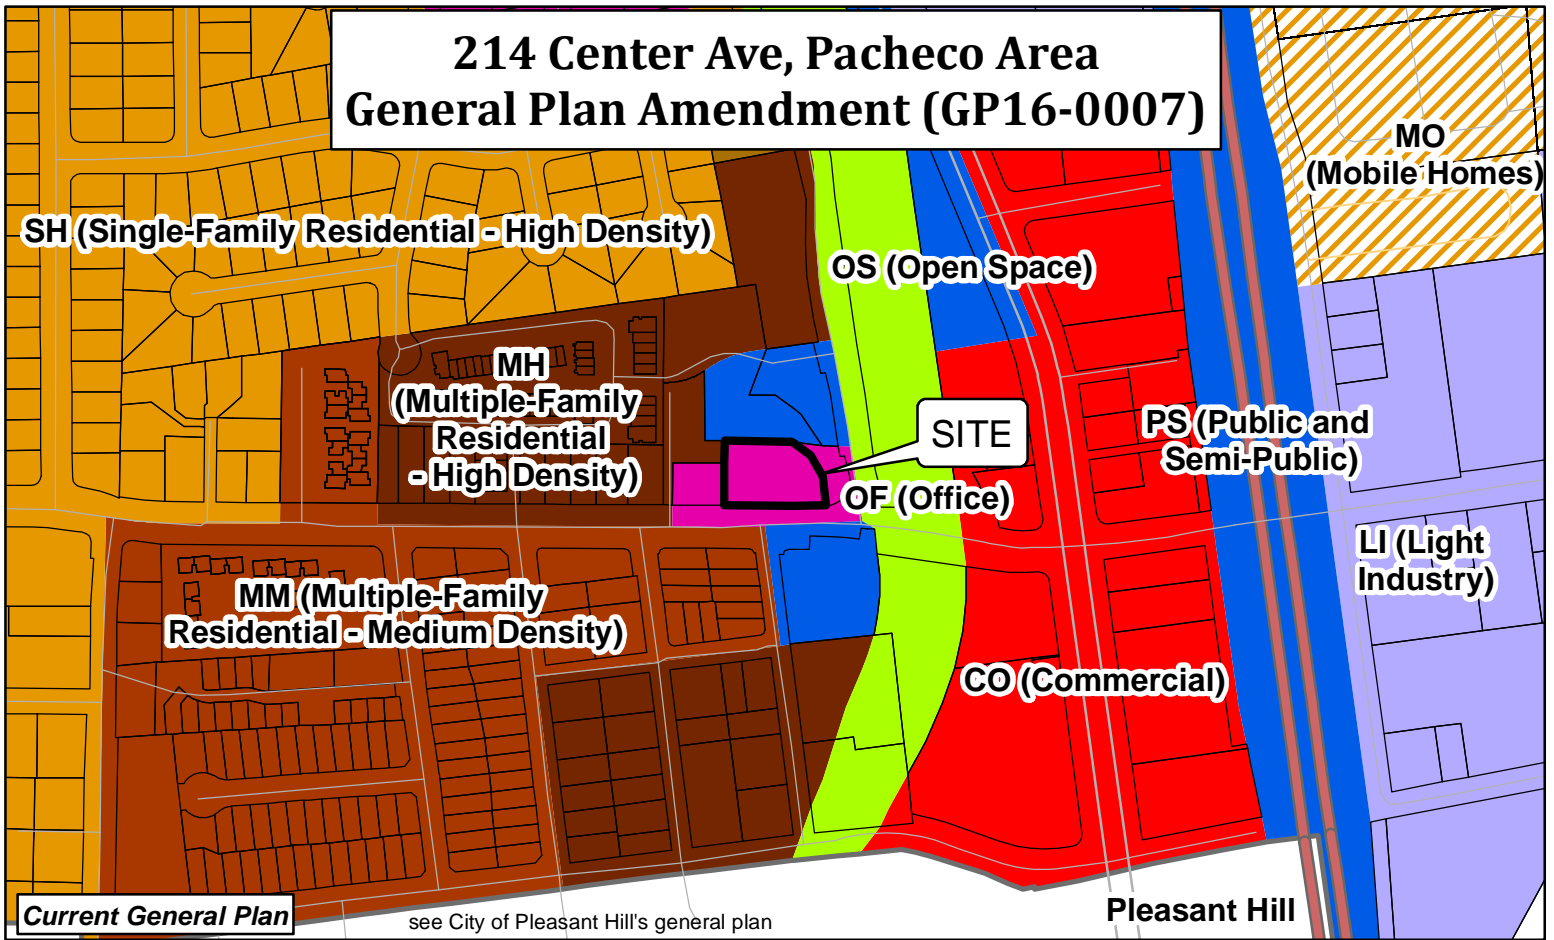 214 Center Ave, Pacheco Area
General Plan Amendment (GP16-0007)
MO
(Mobile Homes)
SH (Single-Family Residential - High Density)
OS (Open Space)
MH
(Multiple-Family
Residential
- High Density)
SITE
PS (Public and
Semi-Public)
OF (Office)
LI (Light
Industry)
MM (Multiple-Family
Residential - Medium Density)
CO (Commercial)
Pleasant Hill
Current General Plan
see City of Pleasant Hill's general plan